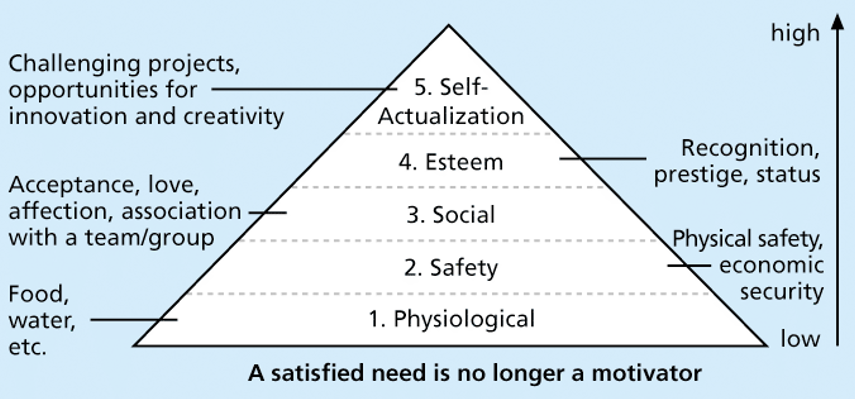 high
Challenging projects,
opportunities for
innovation and creativity
5. Self-
Actualization
Recognition,
prestige, status
4. Esteem
Acceptance, love,
affection, association
with a team/group
3. Social
Physical safety,
economic
security
2. Safety
Food,
water,
etc.
1. Physiological
low
A satisfied need is no longer a motivator